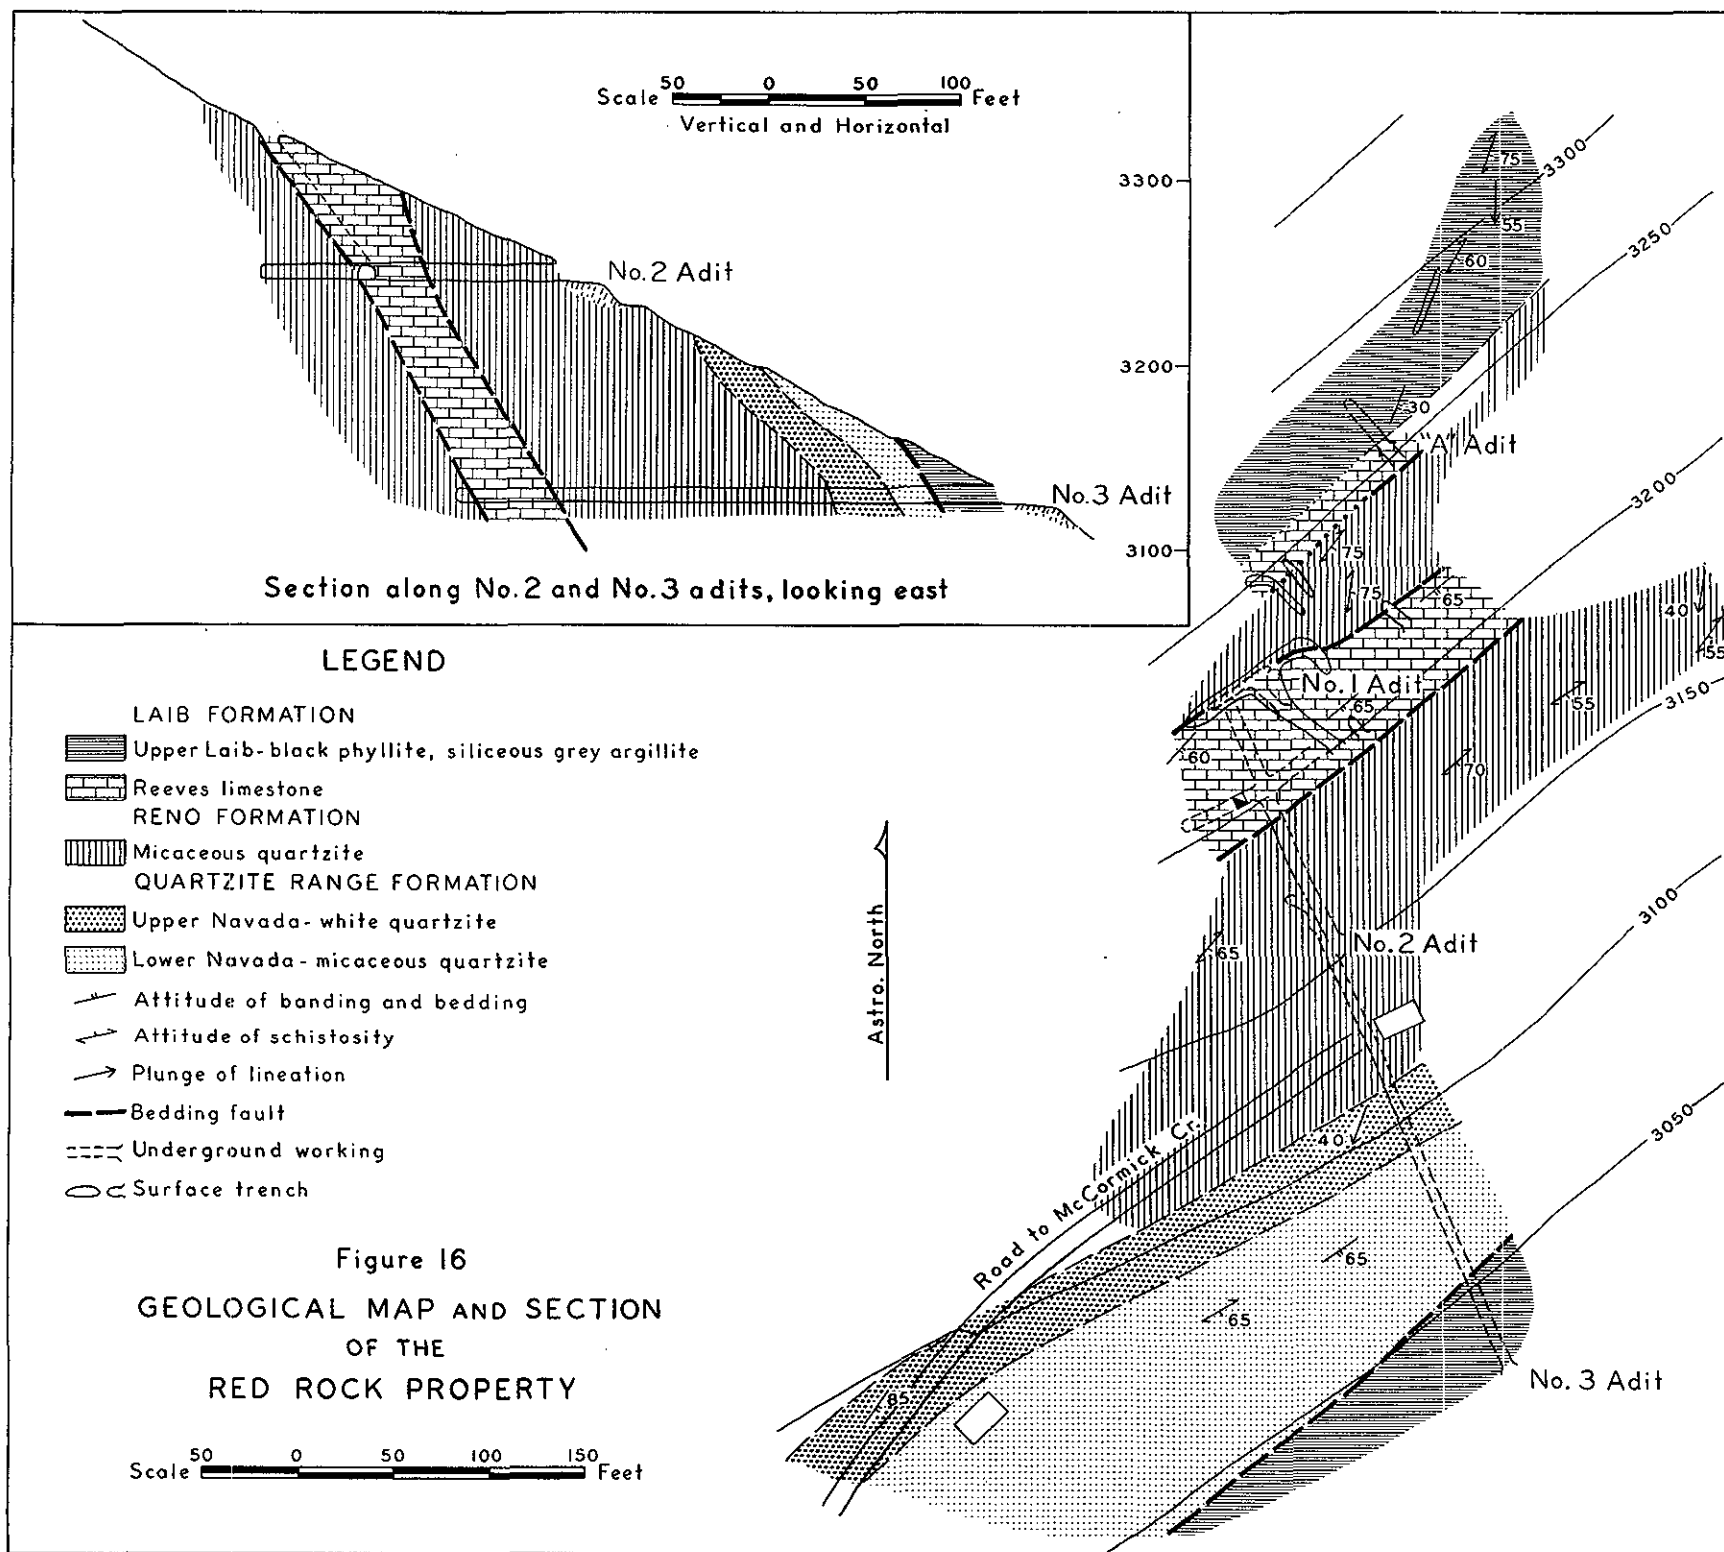 50 0 50 100
Scale Feet
Vertical and Horizontal
3300
3200
3100
No.2 Adit
No.3 Adit
Section along No.2 and No.3 adits, looking east
LEGEND
LAIB FORMATION
Upper Laib-black phyllite, siliceous grey argillite
Reeves limestone
RENO FORMATION
Micaceous quartzite
QUARTZITE RANGE FORMATION
Upper Navada-white quartzite
Lower Navada-micaceous quartzite
Attitude of banding and bedding
Attitude of schistosity
Plunge of lineation
Bedding fault
Underground working
Surface trench
Figure 16
GEOLOGICAL MAP AND SECTION
OF THE
RED ROCK PROPERTY
50 0 50 100 150
Scale Feet
Astro. North
75
3300
55
3250
60
30
"A" Adit
3200
75
75
65
40
55
No.1 Adit
3150
65
55
60
70
3100
No.2 Adit
65
3050
40
Road to McCormick Cr.
65
65
No. 3 Adit
85